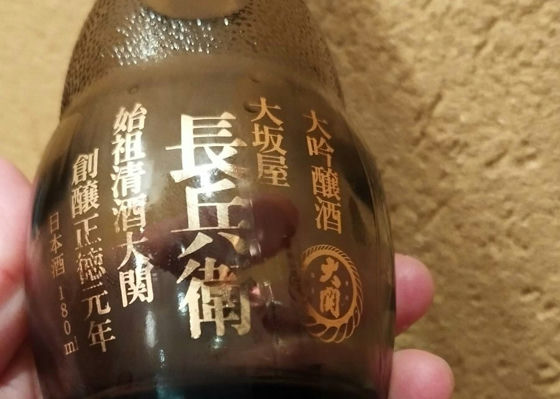 大吟醸酒
大関
大坂屋
長兵衛
始祖清酒大関
創醸正徳元年
日本酒 180ml